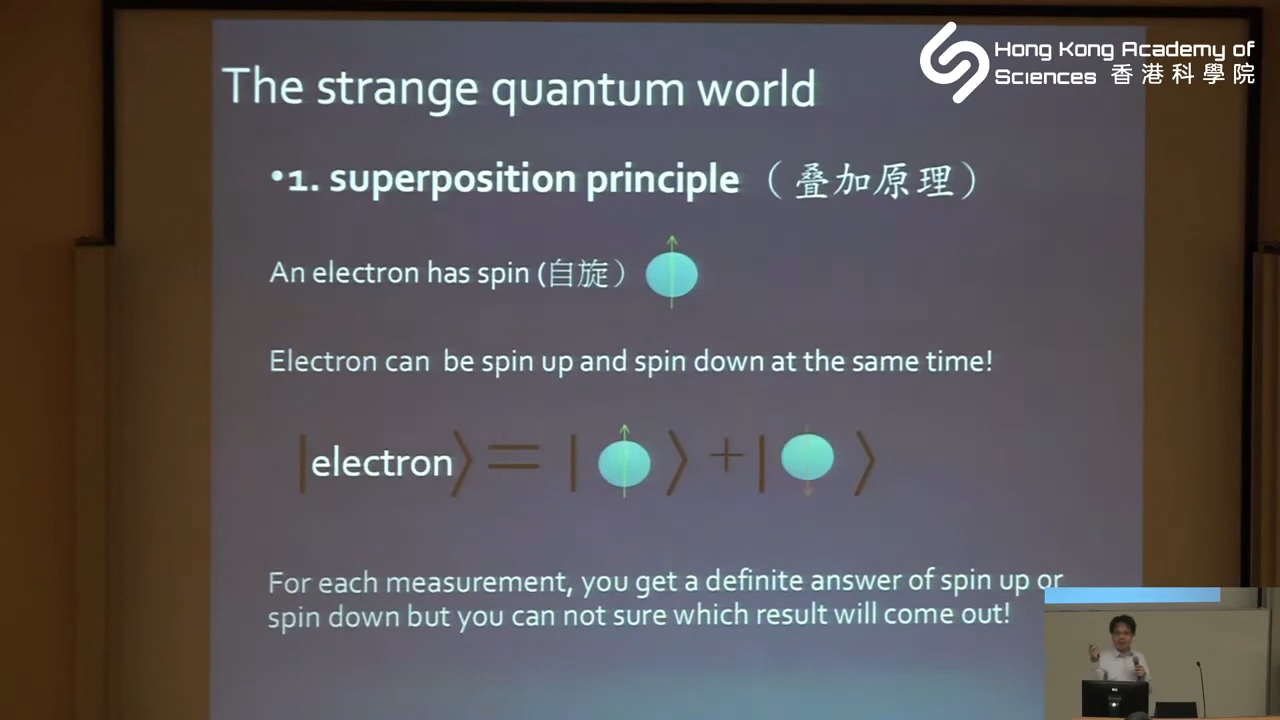 Hong Kong Academy of
Sciences 香港科學院
The strange quantum world
•1. superposition principle （叠加原理）
An electron has spin (自旋）
Electron can be spin up and spin down at the same time!
|electron〉= | 〉+ | 〉
For each measurement, you get a definite answer of spin up or
spin down but you can not sure which result will come out!